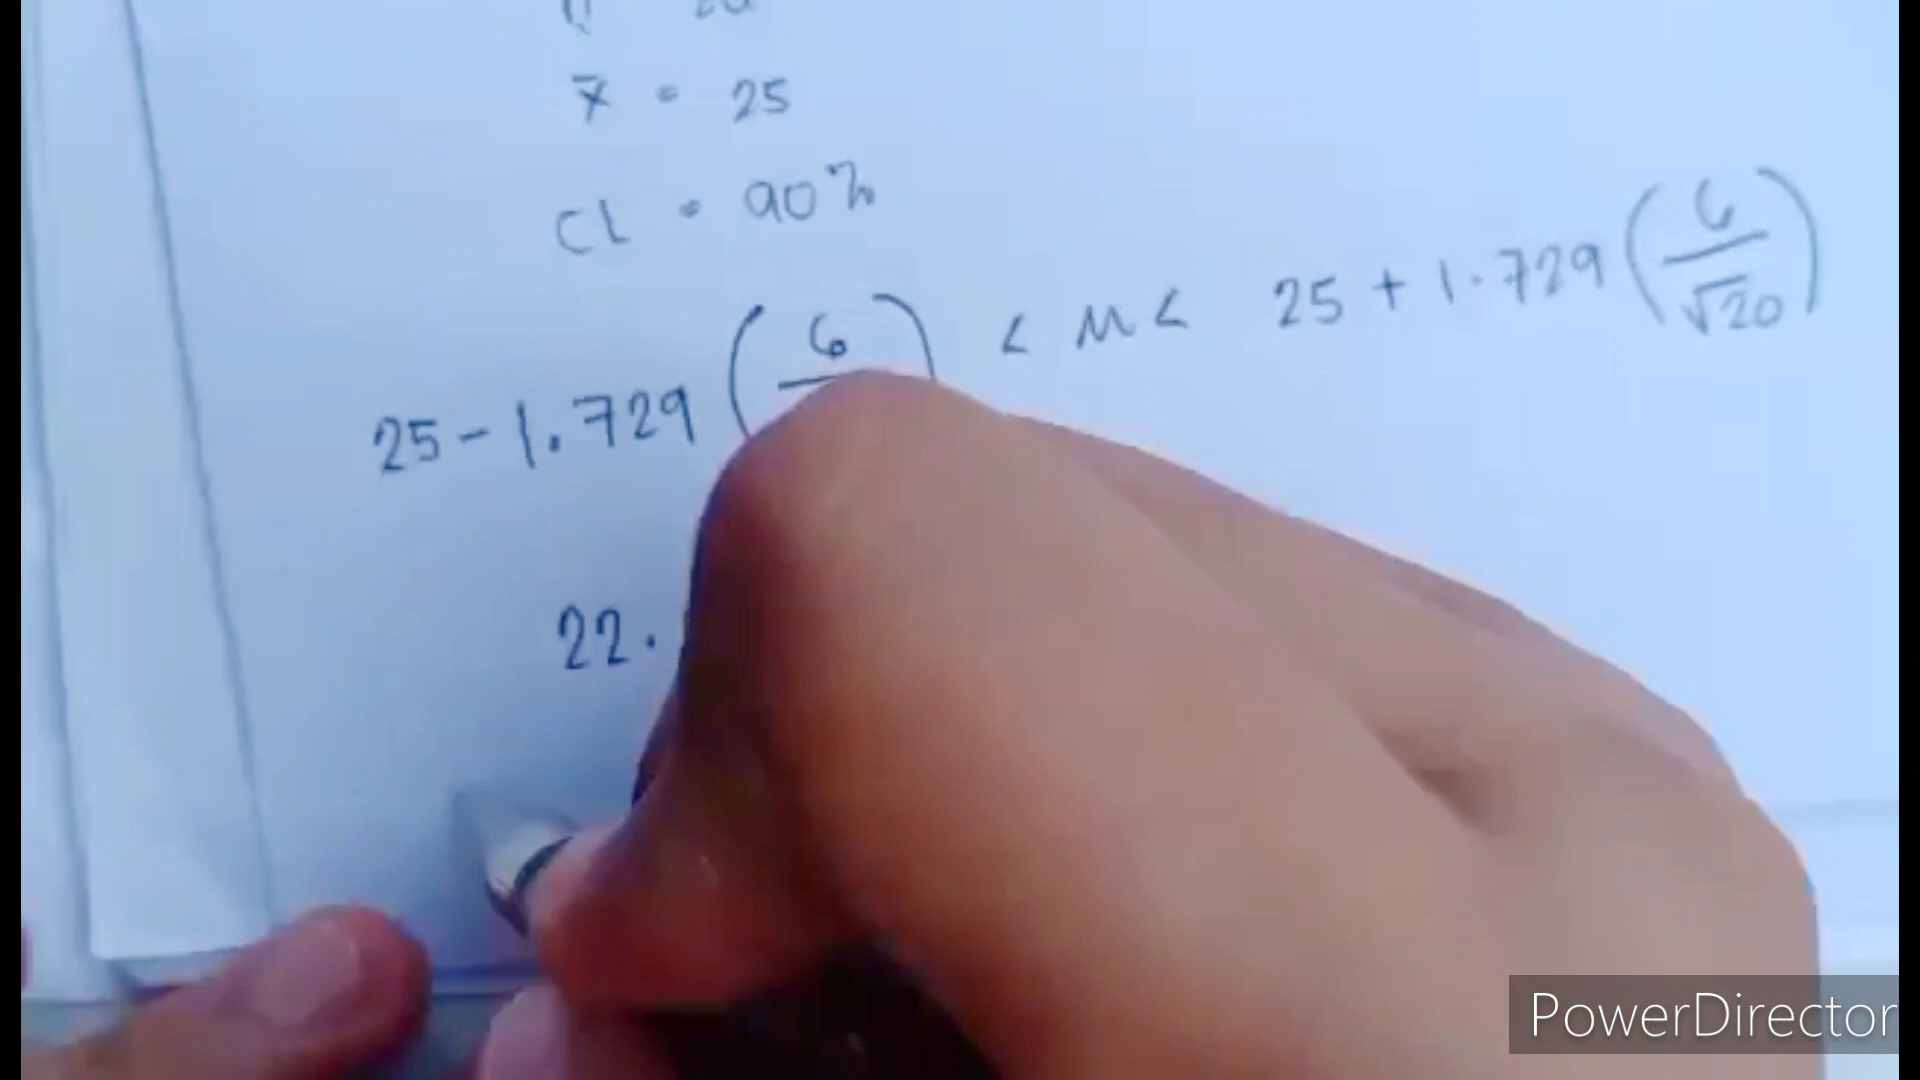 x̄ = 25
CL = 90%
25 - 1.729 ( 6 ) < M < 25 + 1.729 ( 6 / √20 )
22.
PowerDirector